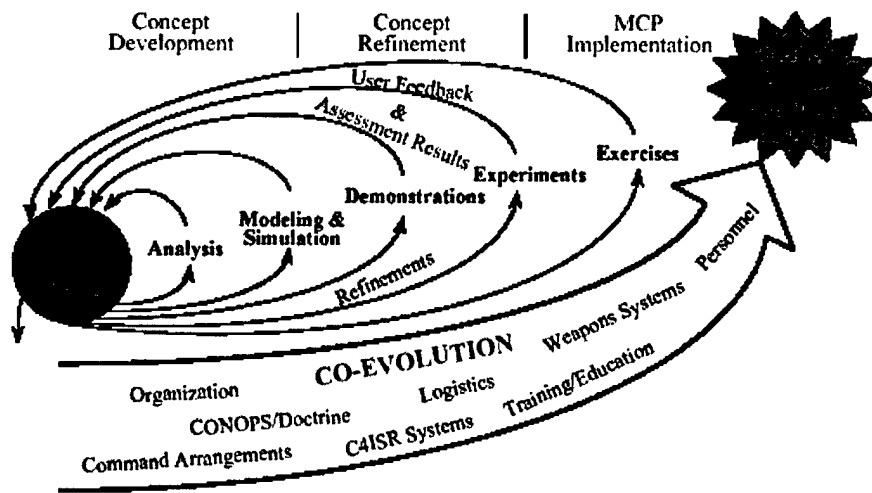 Concept
Development
Concept
Refinement
MCP
Implementation
User Feedback
&
Assessment Results
Analysis
Modeling &
Simulation
Demonstrations
Experiments
Exercises
Refinements
CO-EVOLUTION
Organization
CONOPS/Doctrine
Command Arrangements
Logistics
C4ISR Systems
Weapons Systems
Training/Education
Personnel